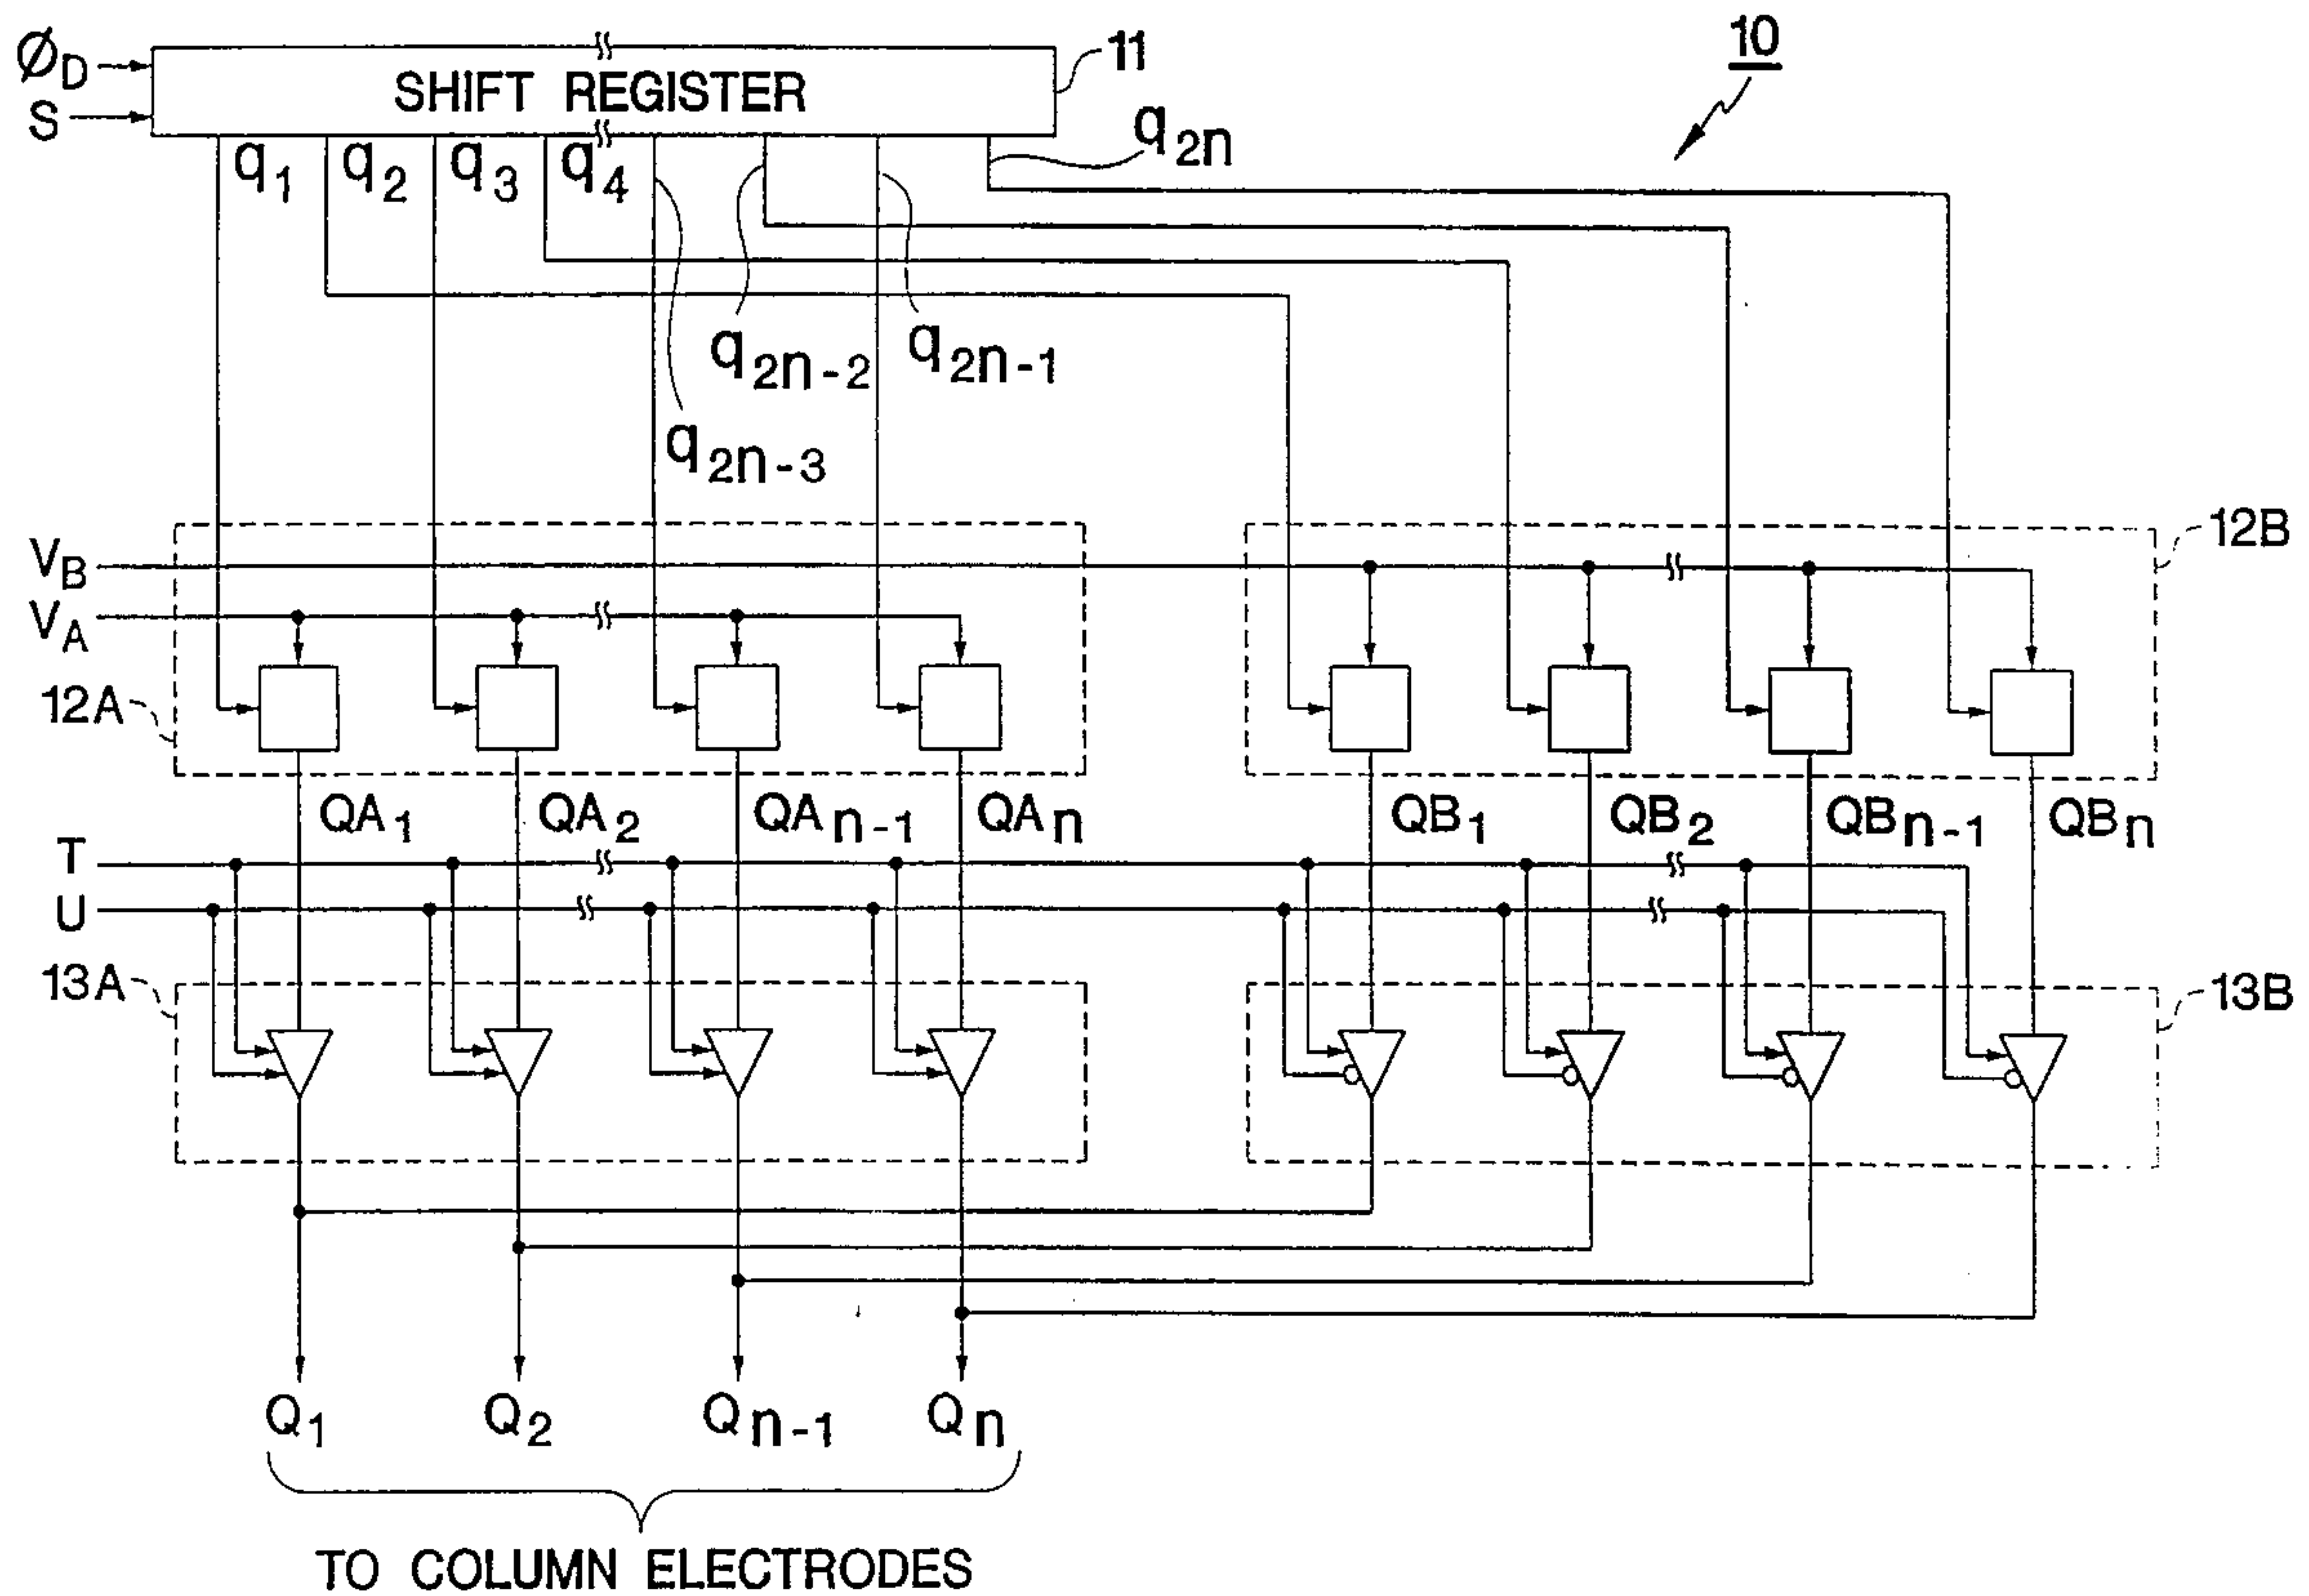 10
ØD
11
SHIFT REGISTER
S
q1 q2 q3 q4 q2n
q2n-2 q2n-1
q2n-3
VB
12B
VA
12A
QA1 QA2 QAn-1 QAn QB1 QB2 QBn-1 QBn
T
U
13A
13B
Q1 Q2 Qn-1 Qn
TO COLUMN ELECTRODES